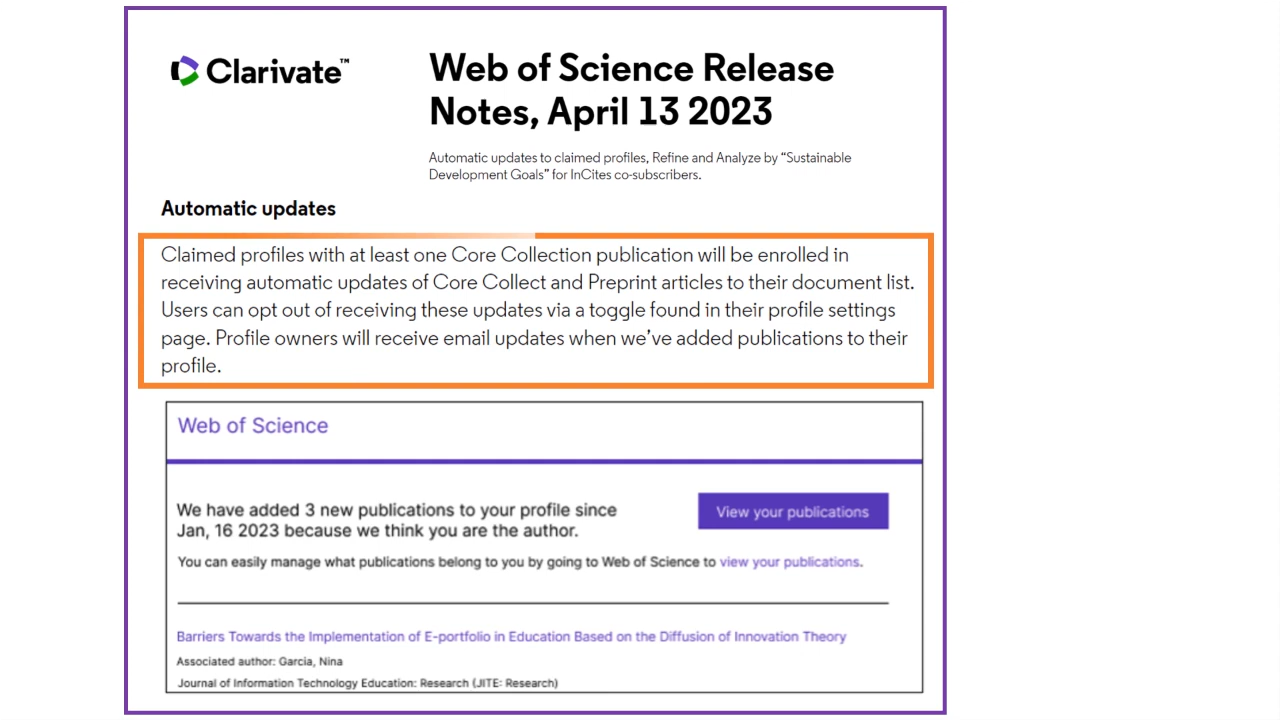 Clarivate™
Web of Science Release
Notes, April 13 2023
Automatic updates to claimed profiles, Refine and Analyze by “Sustainable
Development Goals” for InCites co-subscribers.
Automatic updates
Claimed profiles with at least one Core Collection publication will be enrolled in
receiving automatic updates of Core Collect and Preprint articles to their document list.
Users can opt out of receiving these updates via a toggle found in their profile settings
page. Profile owners will receive email updates when we’ve added publications to their
profile.
Web of Science
We have added 3 new publications to your profile since
Jan, 16 2023 because we think you are the author.
View your publications
You can easily manage what publications belong to you by going to Web of Science to view your publications.
Barriers Towards the Implementation of E-portfolio in Education Based on the Diffusion of Innovation Theory
Associated author: Garcia, Nina
Journal of Information Technology Education: Research (JITE: Research)